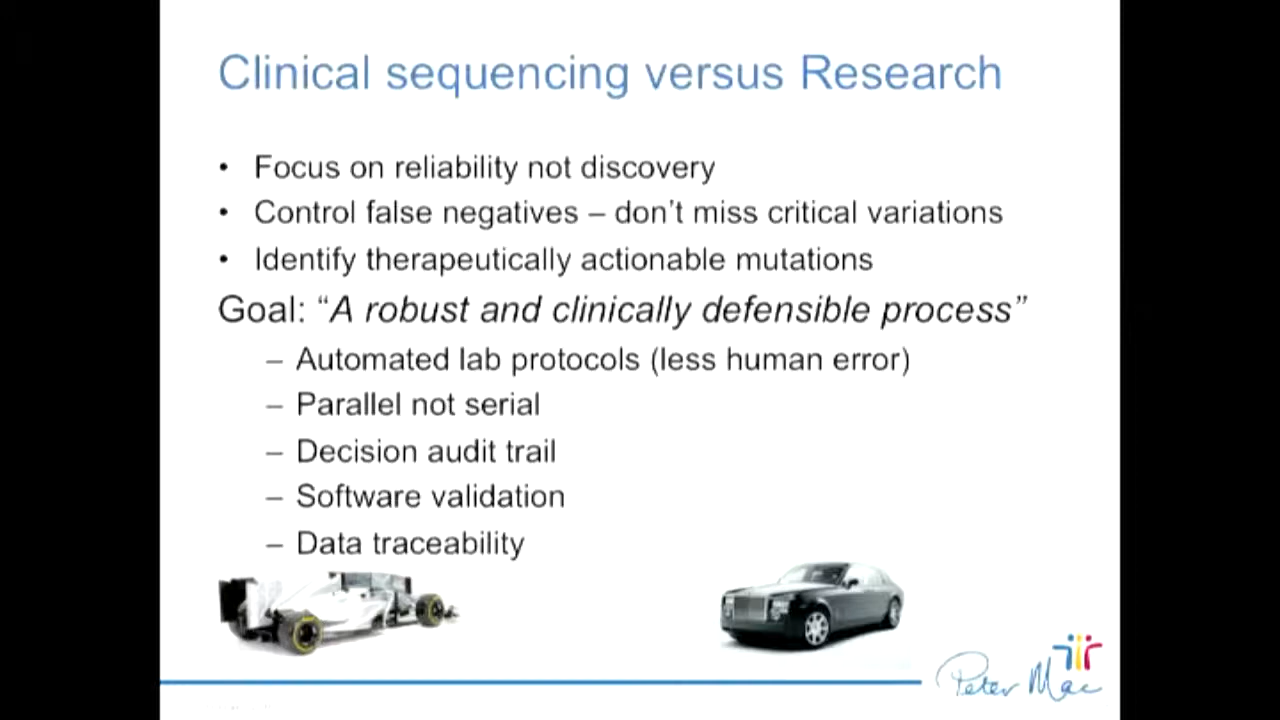 Clinical sequencing versus Research
• Focus on reliability not discovery
• Control false negatives – don’t miss critical variations
• Identify therapeutically actionable mutations
Goal: “A robust and clinically defensible process”
– Automated lab protocols (less human error)
– Parallel not serial
– Decision audit trail
– Software validation
– Data traceability
Peter Mac